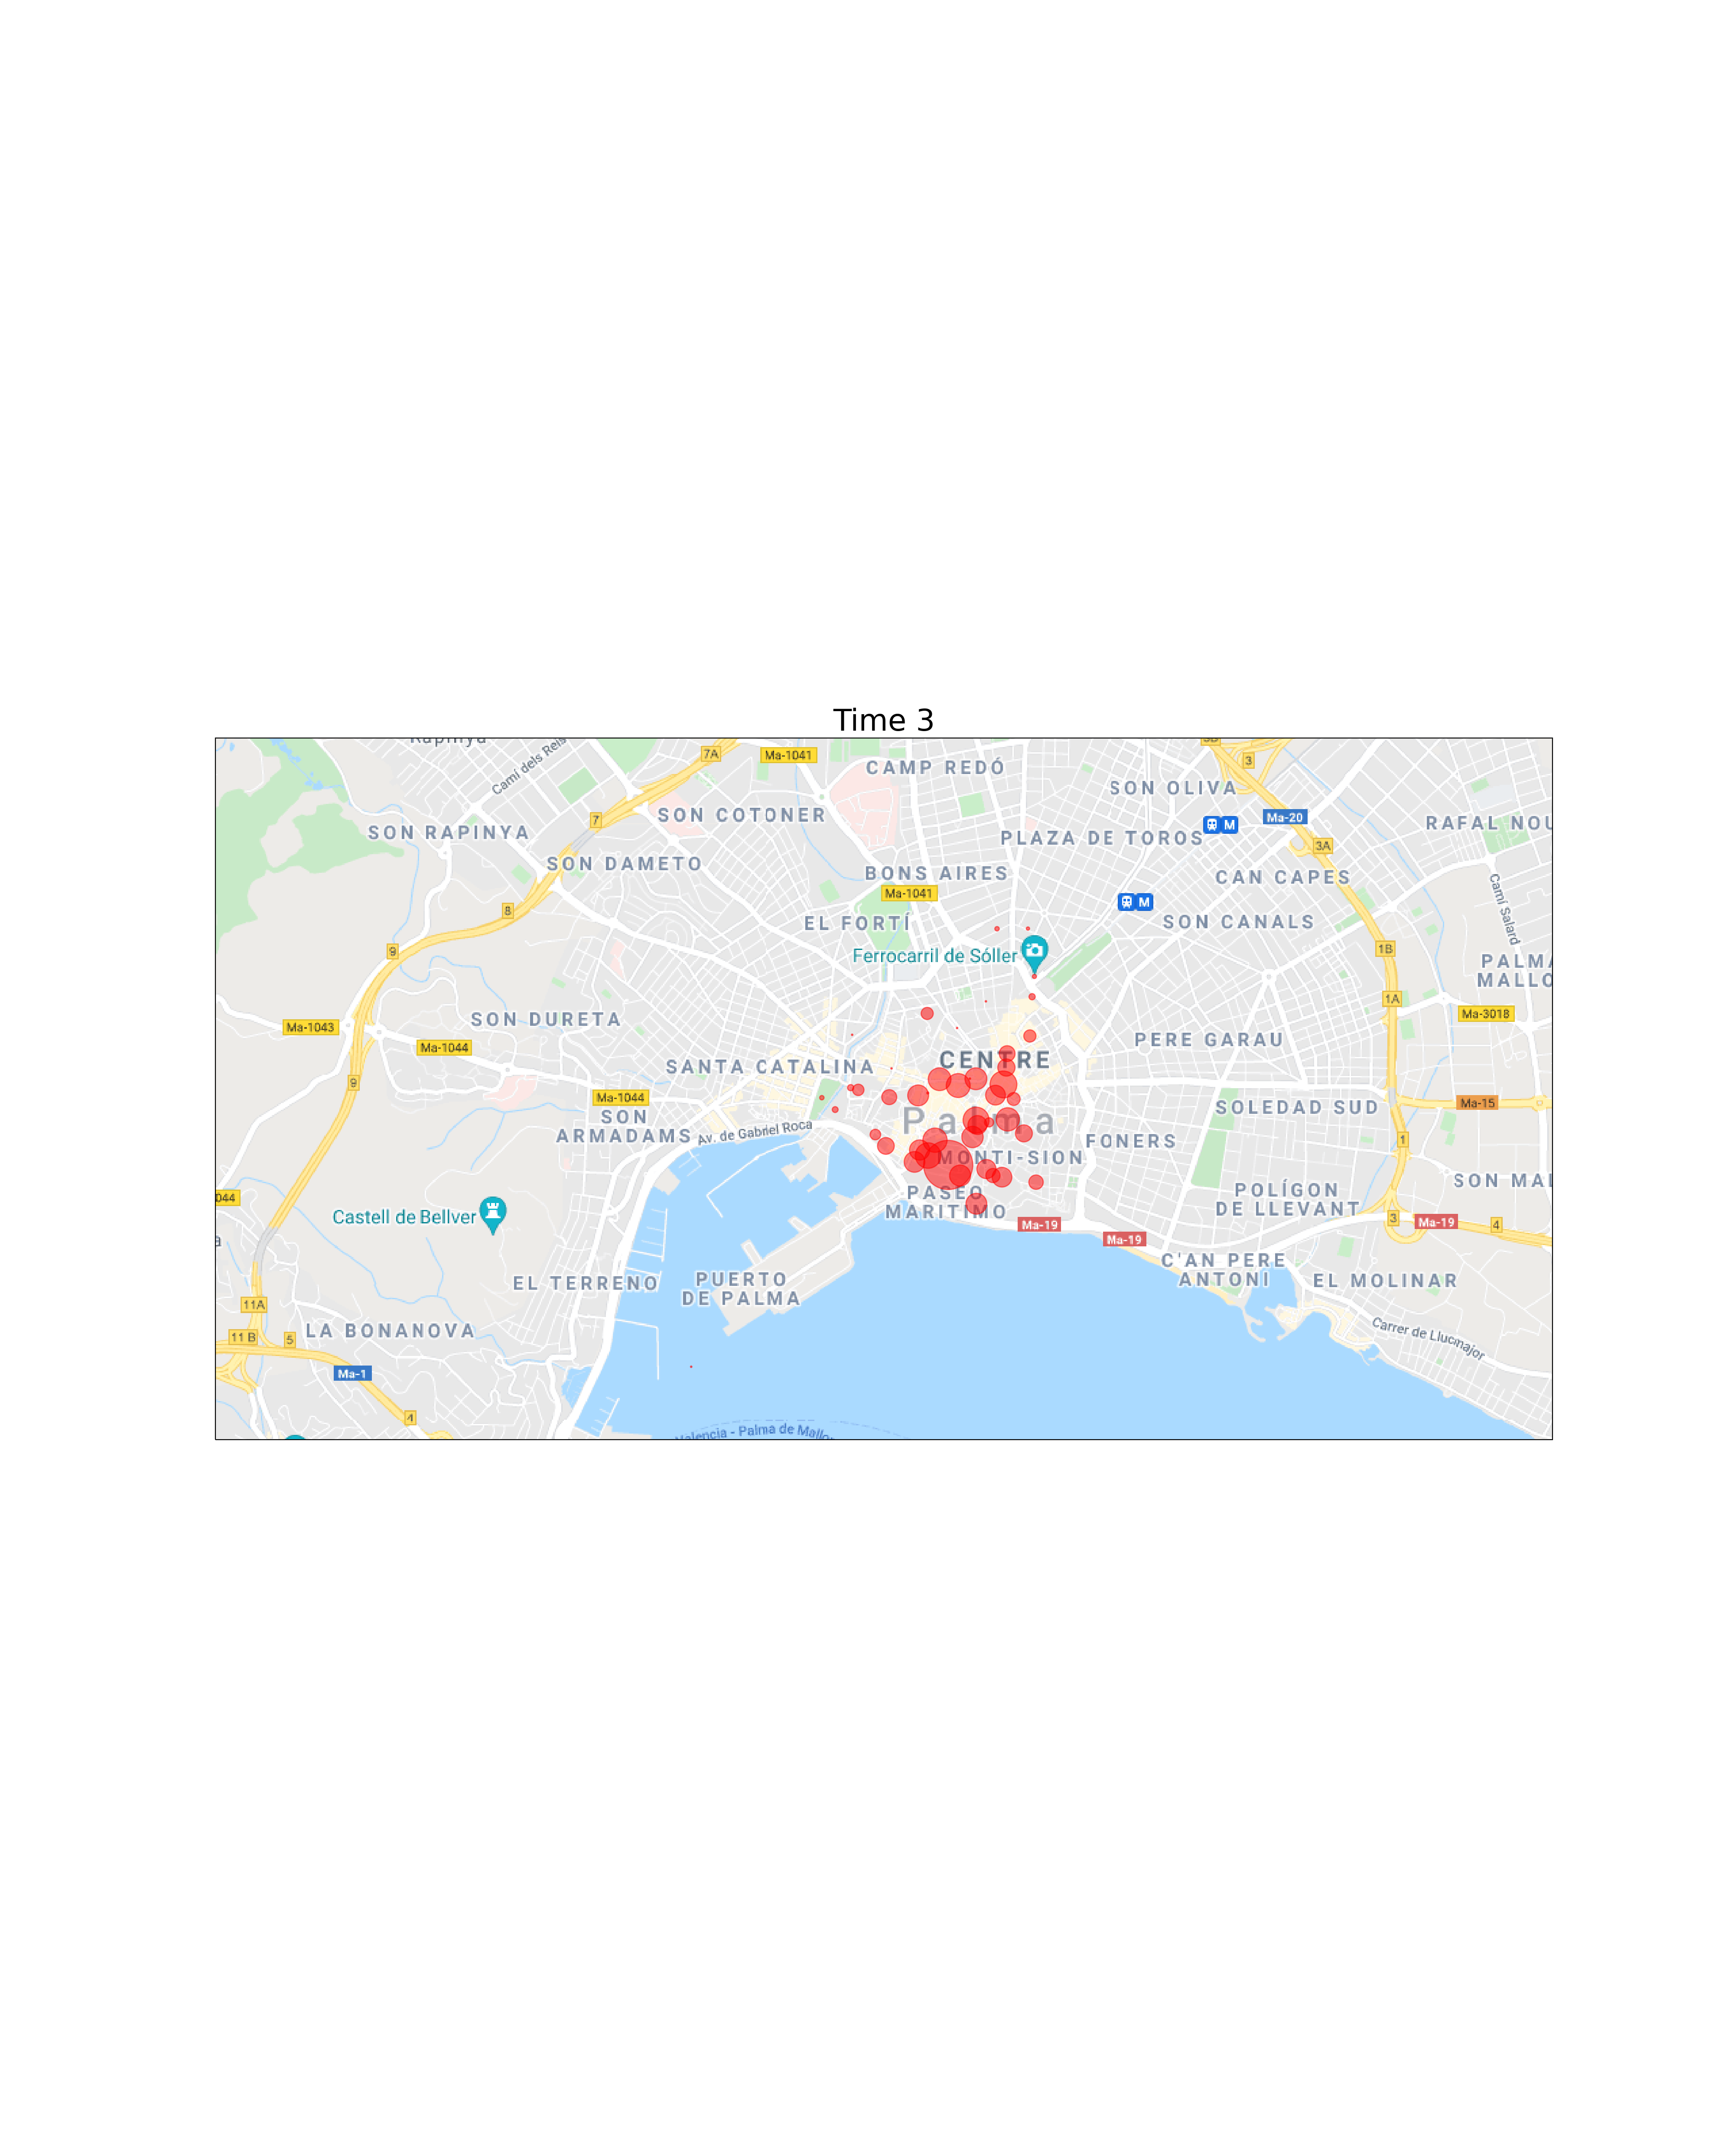 Time 3
Rapinya
Camí dels Reis
7A
Ma-1041
CAMP REDÓ
3B
3
SON OLIVA
Ma-20
M
RAFAL NOU
SON RAPINYA
7
SON COTONER
PLAZA DE TOROS
3A
SON DAMETO
BONS AIRES
CAN CAPES
Ma-1041
Camí Salard
M
8
EL FORTÍ
SON CANALS
9
Ferrocarril de Sóller
1B
PALMA
MALLO
1A
Ma-3018
SON DURETA
Ma-1043
Ma-1044
PERE GARAU
CENTRE
SANTA CATALINA
9
Ma-1044
SON
ARMADAMS
Av. de Gabriel Roca
Palma
SOLEDAD SUD
Ma-15
FONERS
1
MONTI-SION
SON MAL
044
PASEO
MARITIMO
POLÍGON
DE LLEVANT
Castell de Bellver
Ma-19
3
Ma-19
4
a
Ma-19
C'AN PERE
ANTONI
EL TERRENO
PUERTO
DE PALMA
EL MOLINAR
11A
LA BONANOVA
11 B
5
Carrer de Llucmajor
Ma-1
4
Valencia - Palma de Mallor